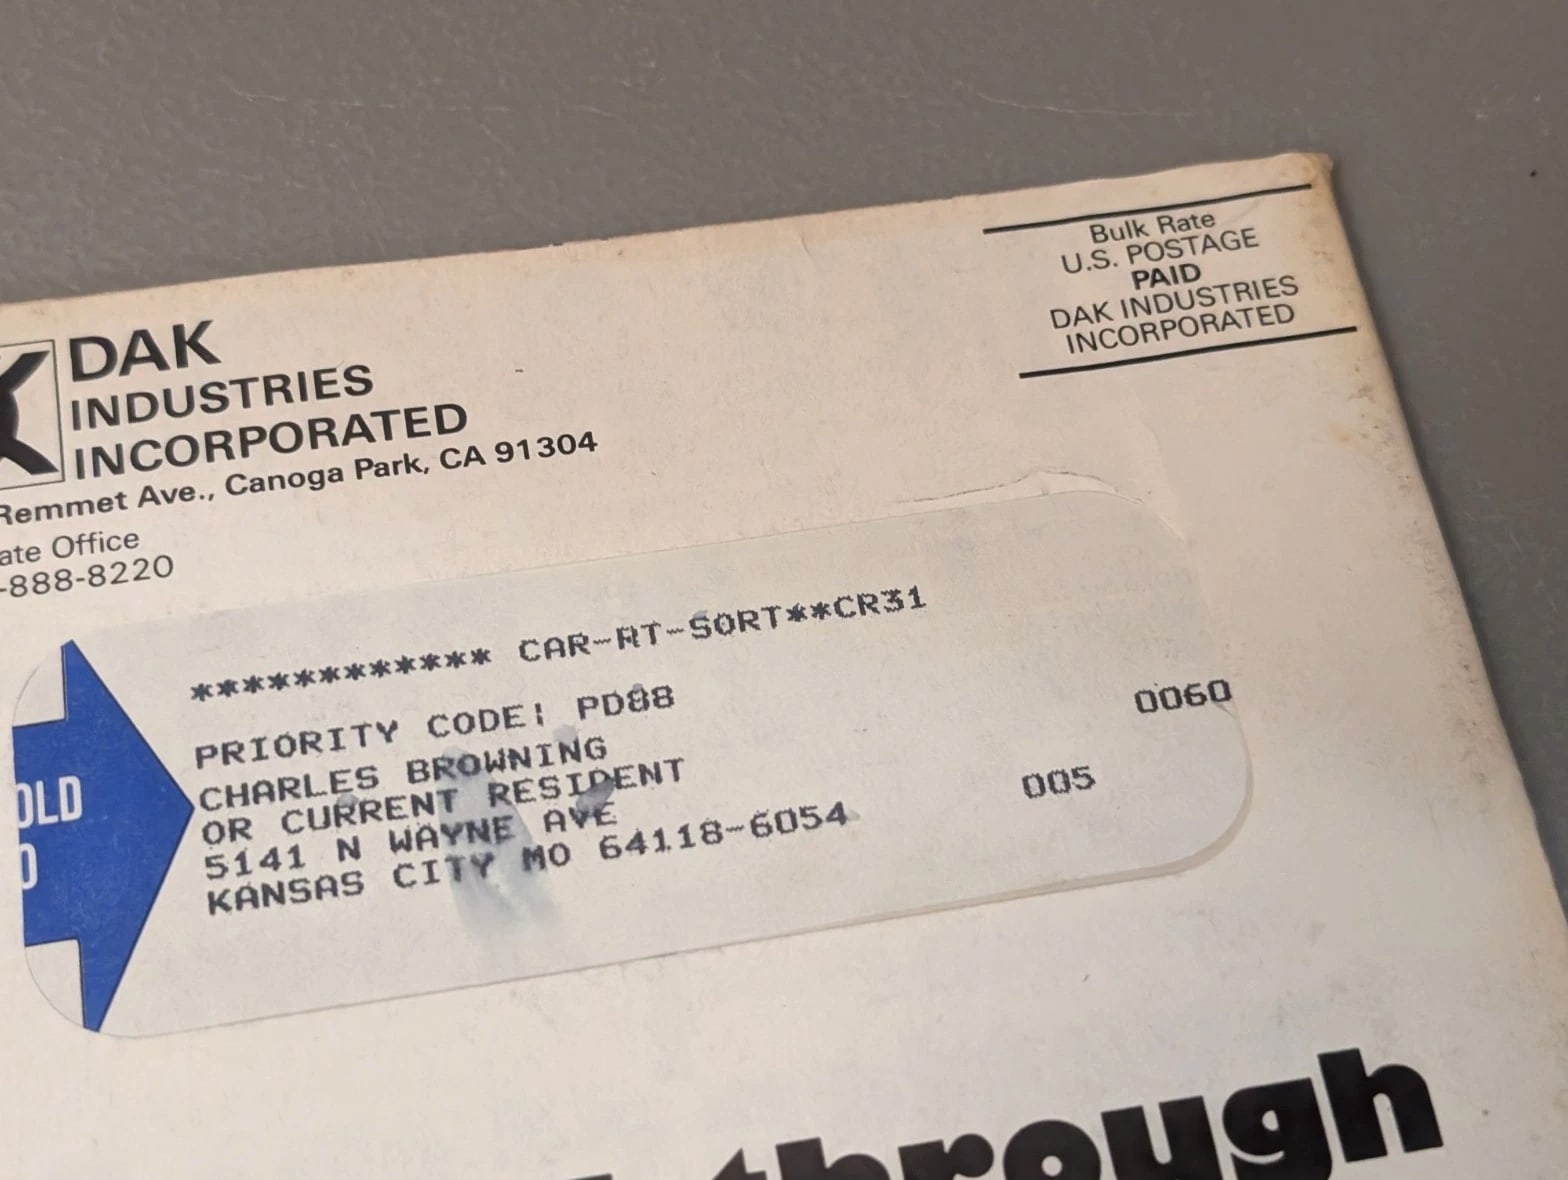 Bulk Rate
U.S. POSTAGE
PAID
DAK INDUSTRIES
INCORPORATED
DAK
INDUSTRIES
INCORPORATED
Remmet Ave., Canoga Park, CA 91304
ate Office
-888-8220
************ CAR-RT-SORT**CR31
PRIORITY CODE: PD88 0060
CHARLES BROWNING
OR CURRENT RESIDENT 005
5141 N WAYNE AVE
KANSAS CITY MO 64118-6054
OLD
through